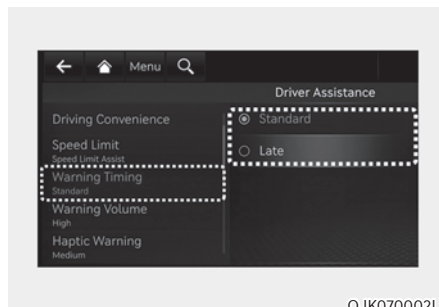 Menu
Driver Assistance
Driving Convenience
Speed Limit
Speed Limit Assist
Warning Timing
Standard
Warning Volume
High
Haptic Warning
Medium
Standard
Late